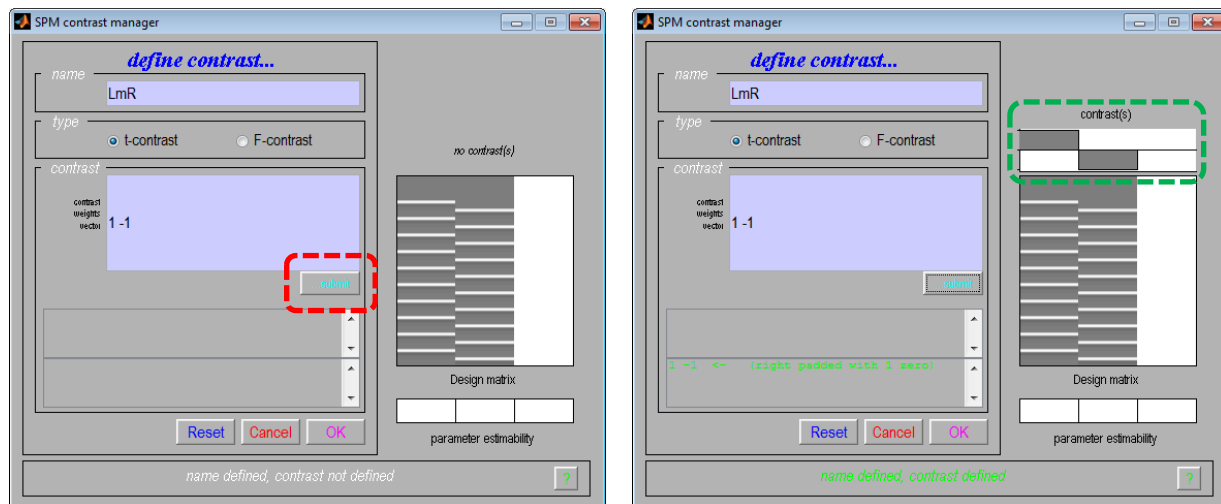 SPM contrast manager
define contrast...
name
LmR
type
t-contrast
F-contrast
contrast
contrast
weights
vector
1 -1
submit
Reset
Cancel
OK
no contrast(s)
Design matrix
parameter estimability
name defined, contrast not defined
?
SPM contrast manager
define contrast...
name
LmR
type
t-contrast
F-contrast
contrast
contrast
weights
vector
1 -1
submit
1 -1 <- (right padded with 1 zero)
Reset
Cancel
OK
contrast(s)
Design matrix
parameter estimability
name defined, contrast defined
?